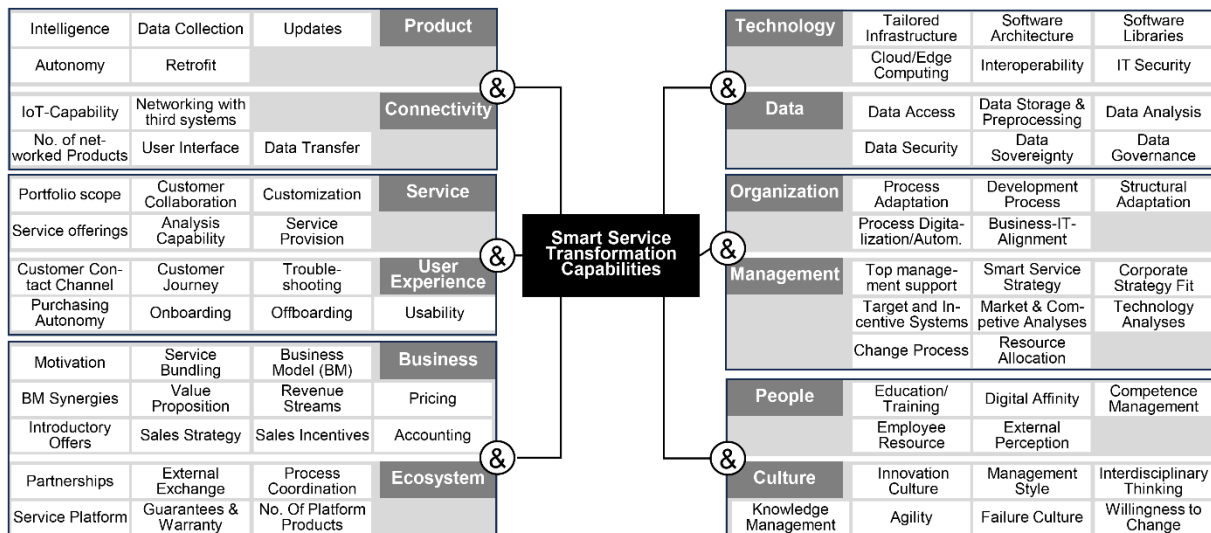 Intelligence Data Collection Updates Product
Autonomy Retrofit
&
IoT-Capability Networking with third systems Connectivity
No. of net-worked Products User Interface Data Transfer
Portfolio scope Customer Collaboration Customization Service
Service offerings Analysis Capability Service Provision
&
Customer Con-tact Channel Customer Journey Trouble-shooting User Experience
Purchasing Autonomy Onboarding Offboarding Usability
Motivation Service Bundling Business Model (BM) Business
BM Synergies Value Proposition Revenue Streams Pricing
Introductory Offers Sales Strategy Sales Incentives Accounting
&
Partnerships External Exchange Process Coordination Ecosystem
Service Platform Guarantees & Warranty No. Of Platform Products
Smart Service
Transformation
Capabilities
Technology Tailored Infrastructure Software Architecture Software Libraries
Cloud/Edge Computing Interoperability IT Security
&
Data Data Access Data Storage & Preprocessing Data Analysis
Data Security Data Sovereignty Data Governance
Organization Process Adaptation Development Process Structural Adaptation
Process Digita-lization/Autom. Business-IT-Alignment
&
Management Top manage-ment support Smart Service Strategy Corporate Strategy Fit
Target and In-centive Systems Market & Com-petive Analyses Technology Analyses
Change Process Resource Allocation
People Education/ Training Digital Affinity Competence Management
Employee Resource External Perception
&
Culture Innovation Culture Management Style Interdisciplinary Thinking
Knowledge Management Agility Failure Culture Willingness to Change